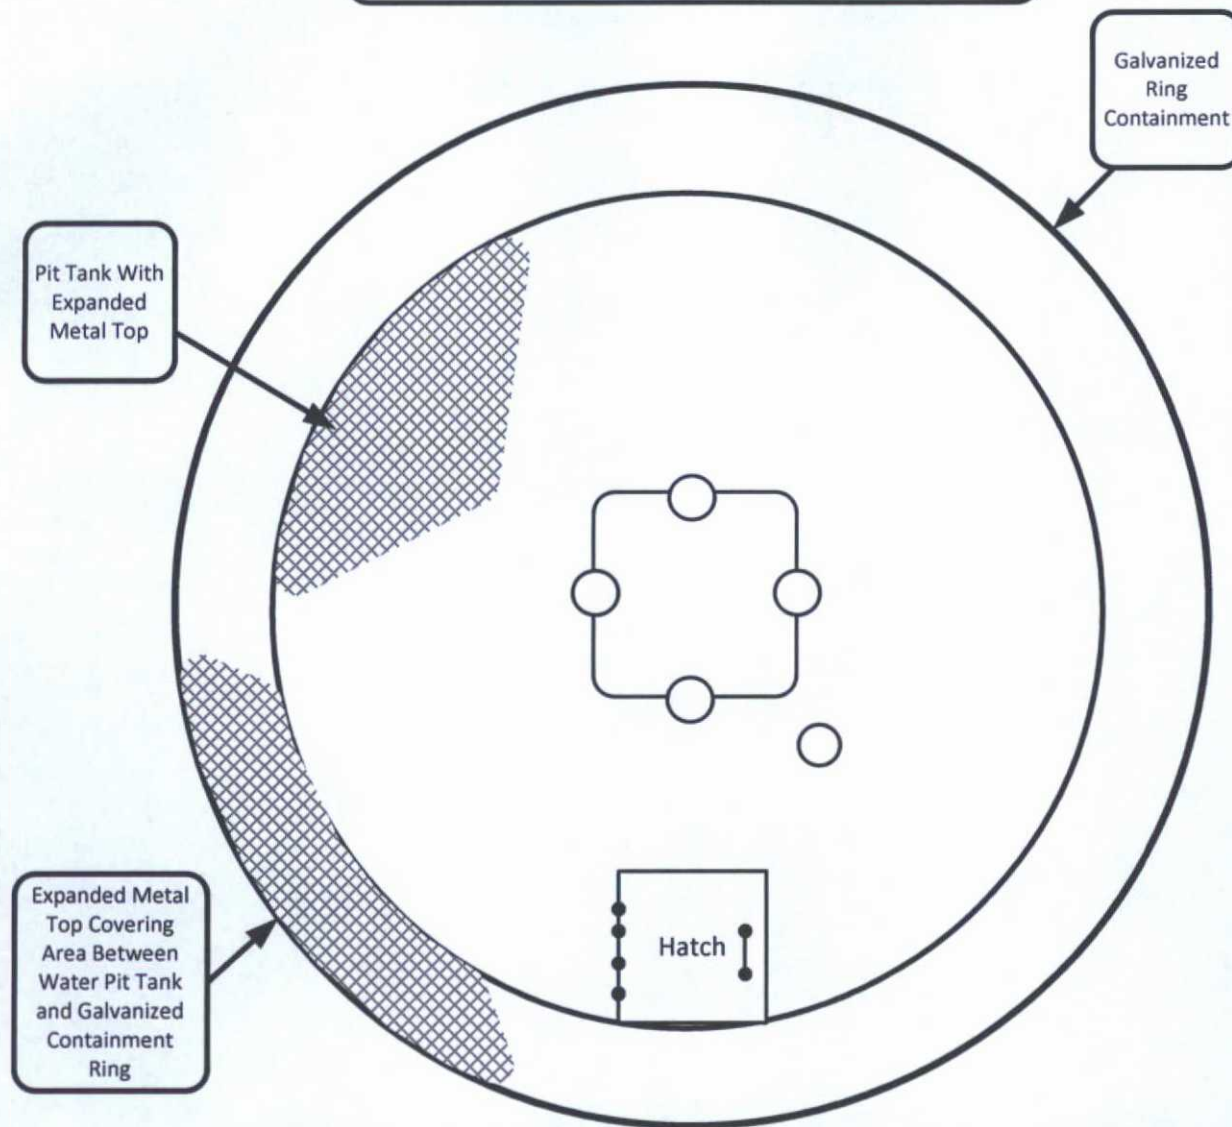 Galvanized
Ring
Containment
Pit Tank With
Expanded
Metal Top
Expanded Metal
Top Covering
Area Between
Water Pit Tank
and Galvanized
Containment
Ring
Hatch